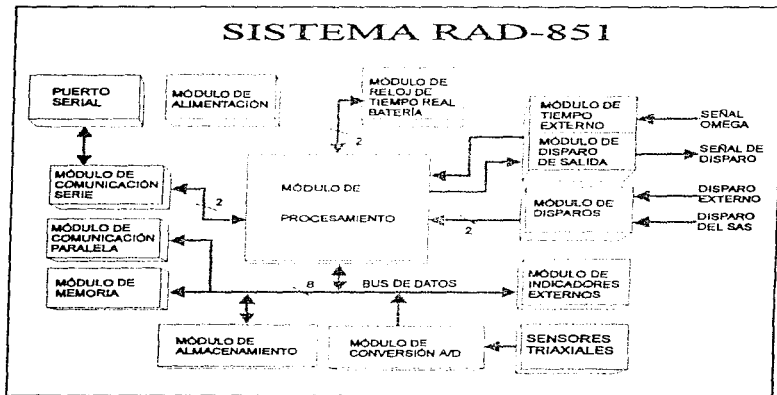 SISTEMA RAD-851
PUERTO
SERIAL
MÓDULO DE
ALIMENTACIÓN
MÓDULO DE
RELOJ DE
TIEMPO REAL
BATERÍA
MÓDULO DE
TIEMPO
EXTERNO
MÓDULO DE
DISPARO
DE SALIDA
SEÑAL
OMEGA
SEÑAL DE
DISPARO
2
MÓDULO DE
COMUNICACIÓN
SERIE
2
MÓDULO DE
PROCESAMIENTO
2
MÓDULO
DE
DISPAROS
DISPARO
EXTERNO
DISPARO
DEL SAS
MÓDULO DE
COMUNICACIÓN
PARALELA
MÓDULO DE
MEMORIA
8
BUS DE DATOS
MÓDULO DE
INDICADORES
EXTERNOS
MÓDULO DE
ALMACENAMIENTO
MÓDULO DE
CONVERSIÓN A/D
SENSORES
TRIAXIALES